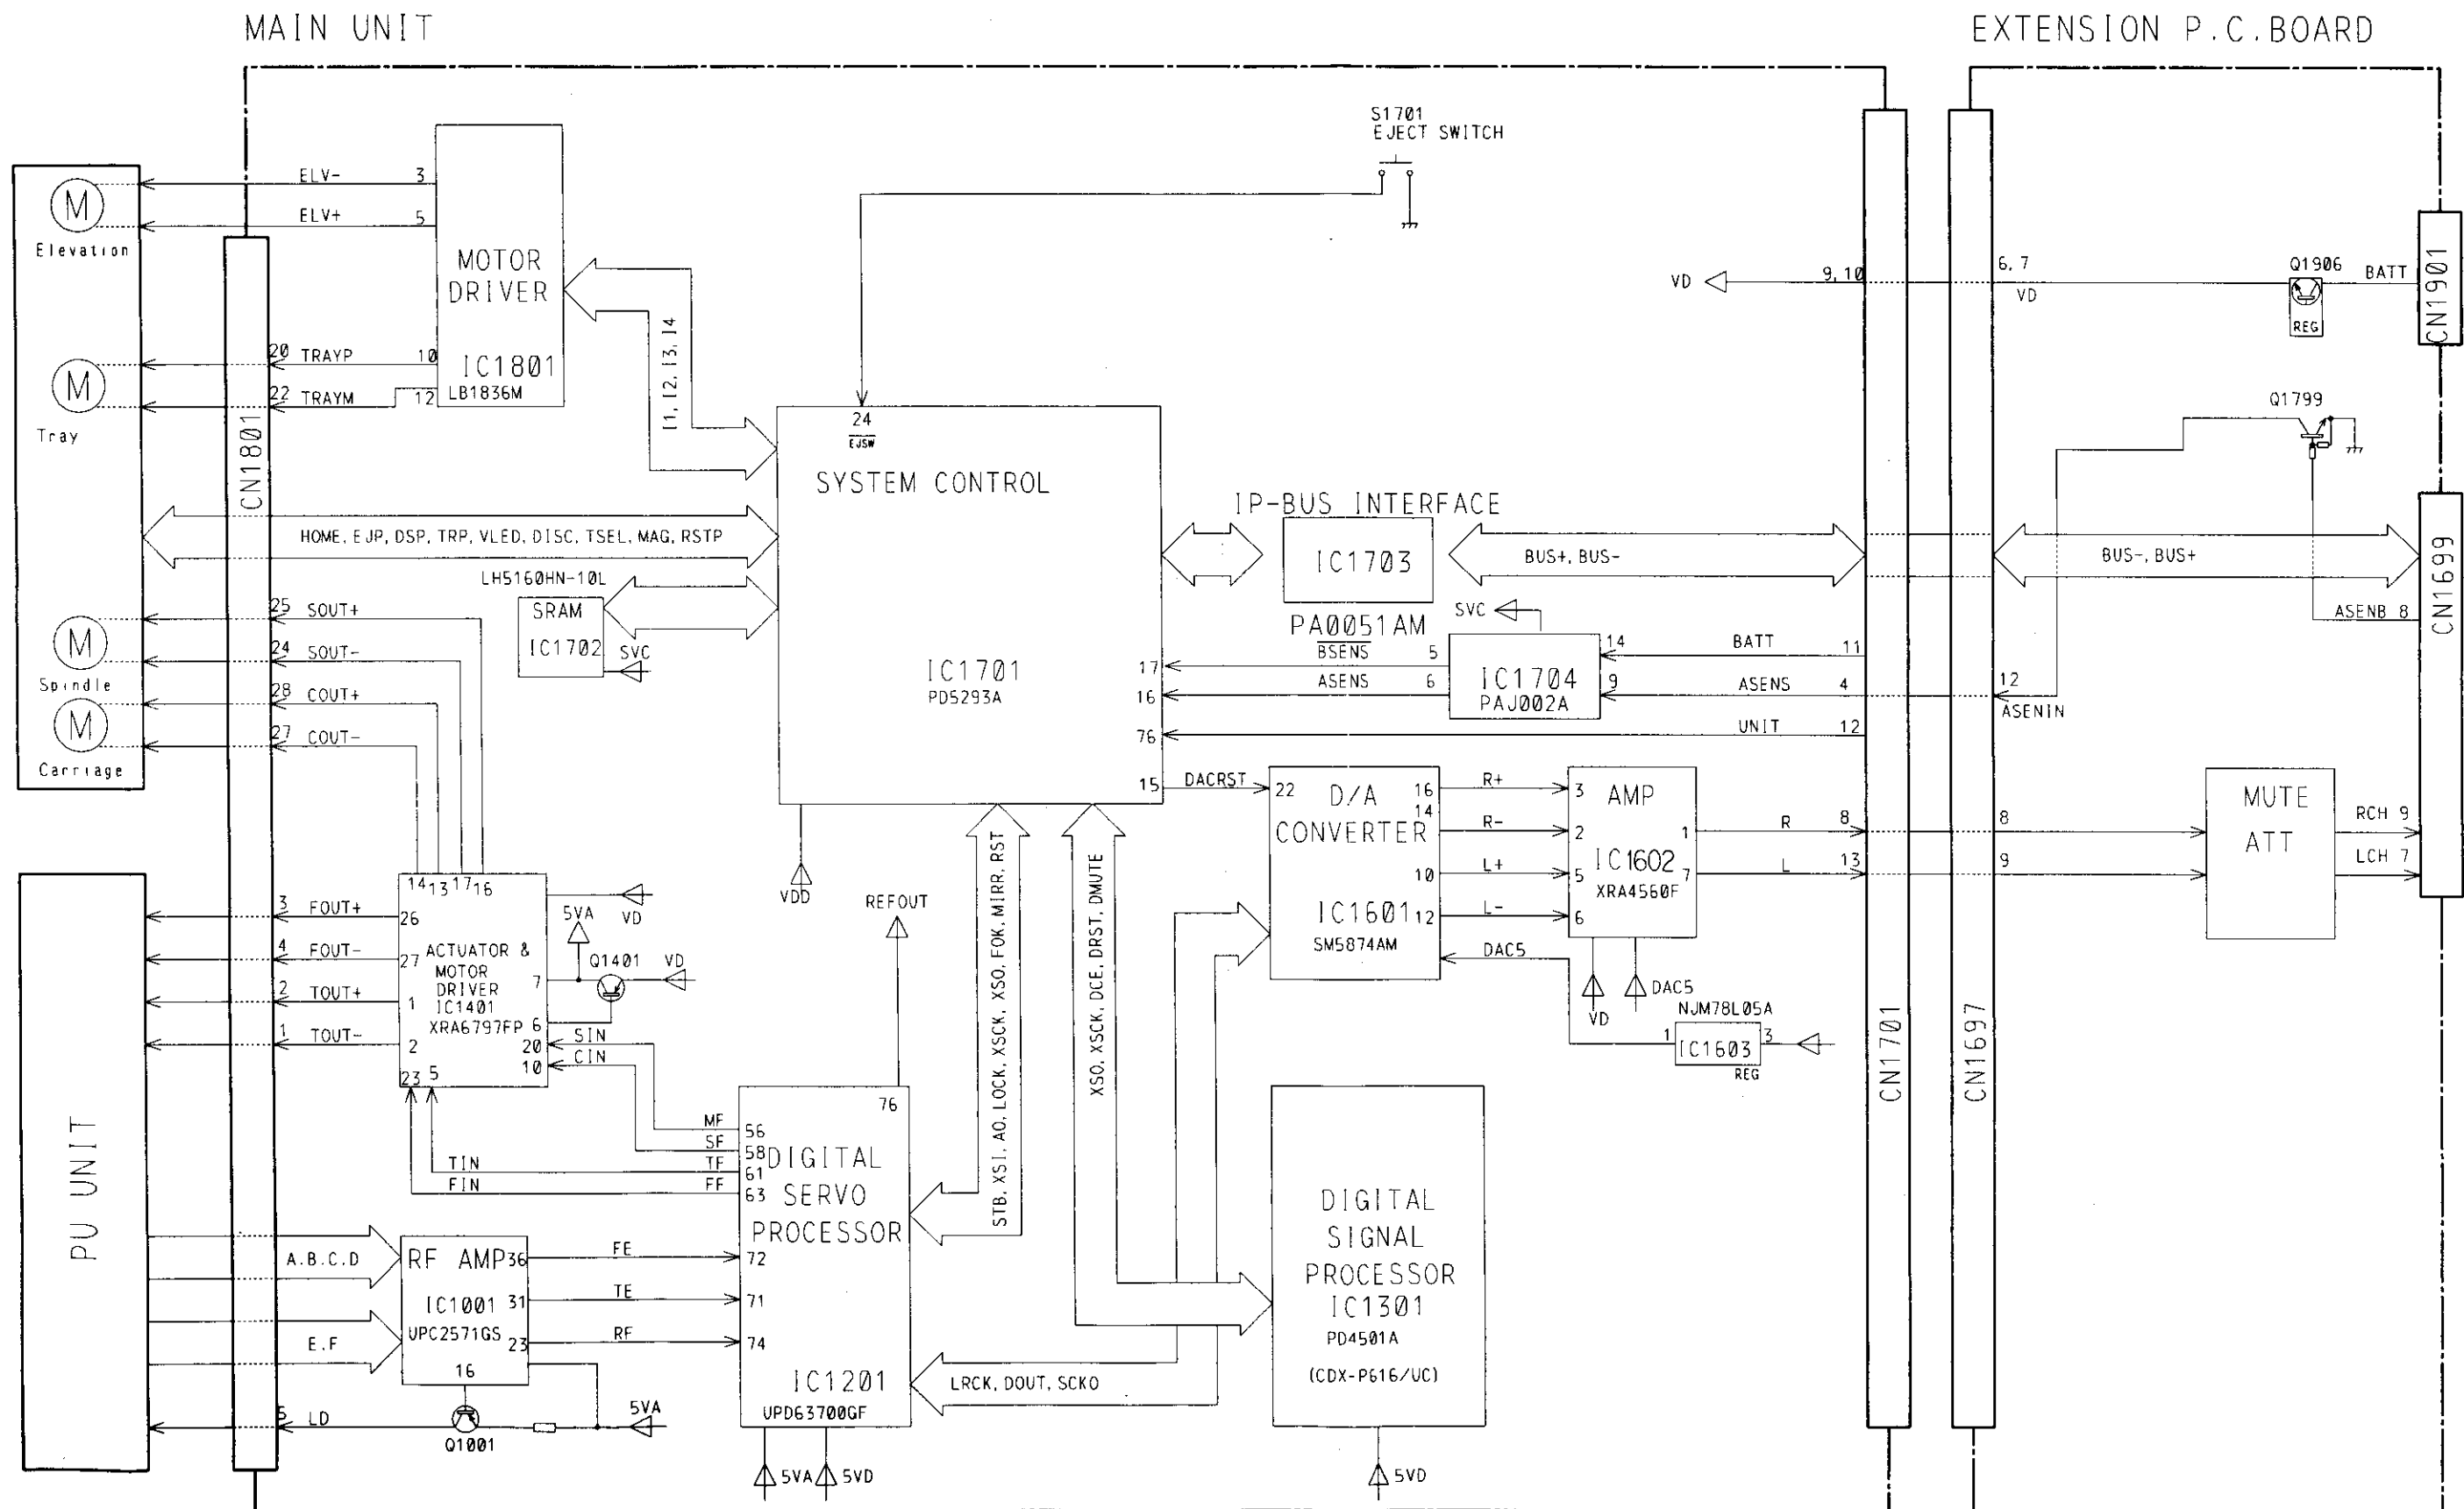 MAIN UNIT
EXTENSION P.C.BOARD
S1701
EJECT SWITCH
ELV-
3
ELV+
5
M
Elevation
MOTOR
DRIVER
IC1801
LB1836M
20
TRAYP
10
22
TRAYM
12
M
Tray
CN1801
I1, I2, I3, I4
VD
9, 10
6, 7
VD
Q1906
REG
BATT
CN1901
Q1799
24
EJSW
SYSTEM CONTROL
IC1701
PD5293A
HOME, EJP, DSP, TRP, VLED, DISC, TSEL, MAG, RSTP
LH5160HN-10L
SRAM
IC1702
SVC
IP-BUS INTERFACE
IC1703
PA0051AM
BUS+, BUS-
BUS-, BUS+
CN1699
ASENB 8
SVC
BSENS
5
17
ASENS
6
16
IC1704
PAJ002A
14
BATT
11
9
ASENS
4
12
ASENIN
76
UNIT
12
25
SOUT+
24
SOUT-
M
Spindle
28
COUT+
27
COUT-
M
Carriage
15
DACRST
22
D/A
CONVERTER
IC1601
SM5874AM
16
R+
3
14
R-
2
10
L+
5
12
L-
6
AMP
IC1602
XRA4560F
1
R
8
8
7
L
13
9
MUTE
ATT
RCH 9
LCH 7
DAC5
VD
DAC5
NJM78L05A
1
IC1603
3
REG
CN1701
CN1697
VDD
REFOUT
14
13
17
16
VD
3
FOUT+
26
4
FOUT-
27
2
TOUT+
1
1
TOUT-
2
ACTUATOR &
MOTOR
DRIVER
IC1401
XRA6797FP
5VA
Q1401
VD
7
6
20
SIN
10
CIN
23
5
PU UNIT
MF
56
SF
58
TIN
TF
61
FIN
FF
63
76
DIGITAL
SERVO
PROCESSOR
IC1201
UPD63700GF
STB, XSI, AO, LOCK, XSCK, XSO, FOK, MIRR, RST
XSO, XSCK, DCE, DRST, DMUTE
A.B.C.D
E.F
RF AMP
IC1001
UPC2571GS
36
FE
72
31
TE
71
23
RF
74
16
5
LD
Q1001
5VA
LRCK, DOUT, SCKO
DIGITAL
SIGNAL
PROCESSOR
IC1301
PD4501A
(CDX-P616/UC)
5VA
5VD
5VD